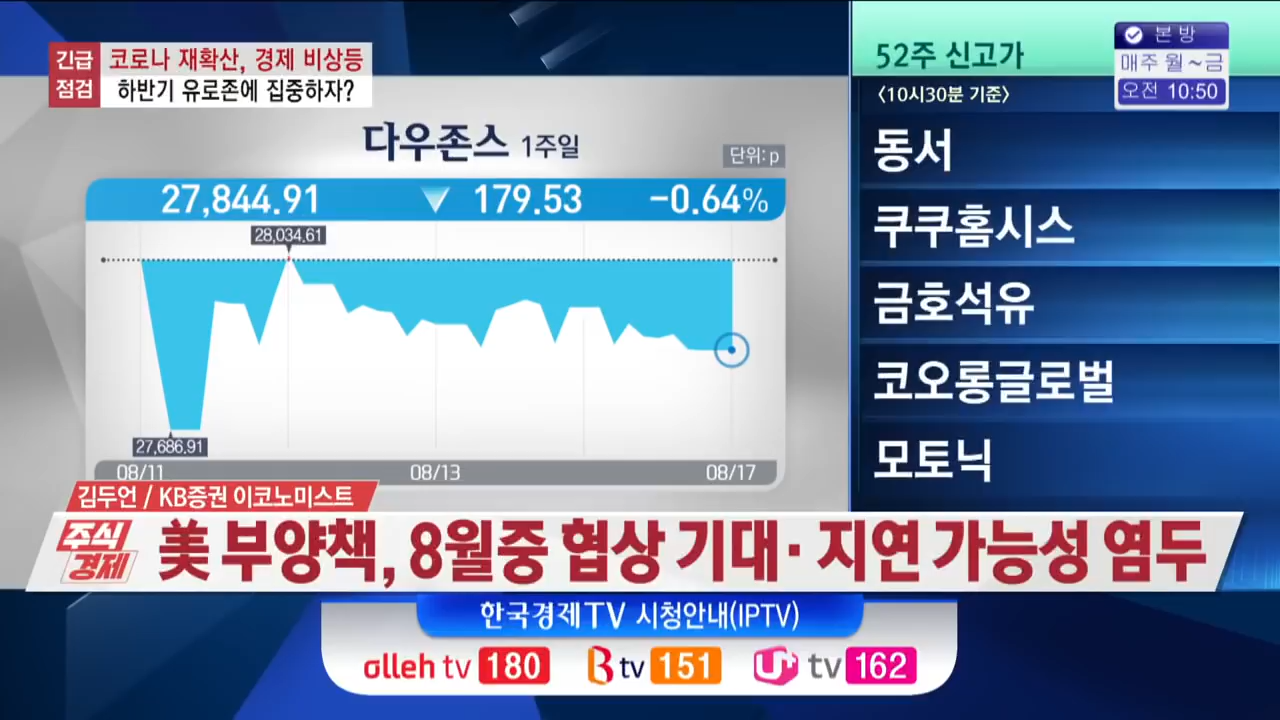 긴급
점검
코로나 재확산, 경제 비상등
하반기 유로존에 집중하자?
52주 신고가
〈10시30분 기준〉
본 방
매주 월~금
오전 10:50
다우존스 1주일
단위:p
27,844.91 ▼ 179.53 -0.64%
28,034.61
27,686.91
08/11 08/13 08/17
동서
쿠쿠홈시스
금호석유
코오롱글로벌
모토닉
김두언 / KB증권 이코노미스트
주식
경제
美 부양책, 8월중 협상 기대· 지연 가능성 염두
한국경제TV 시청안내(IPTV)
olleh tv 180 B tv 151 U+ tv 162